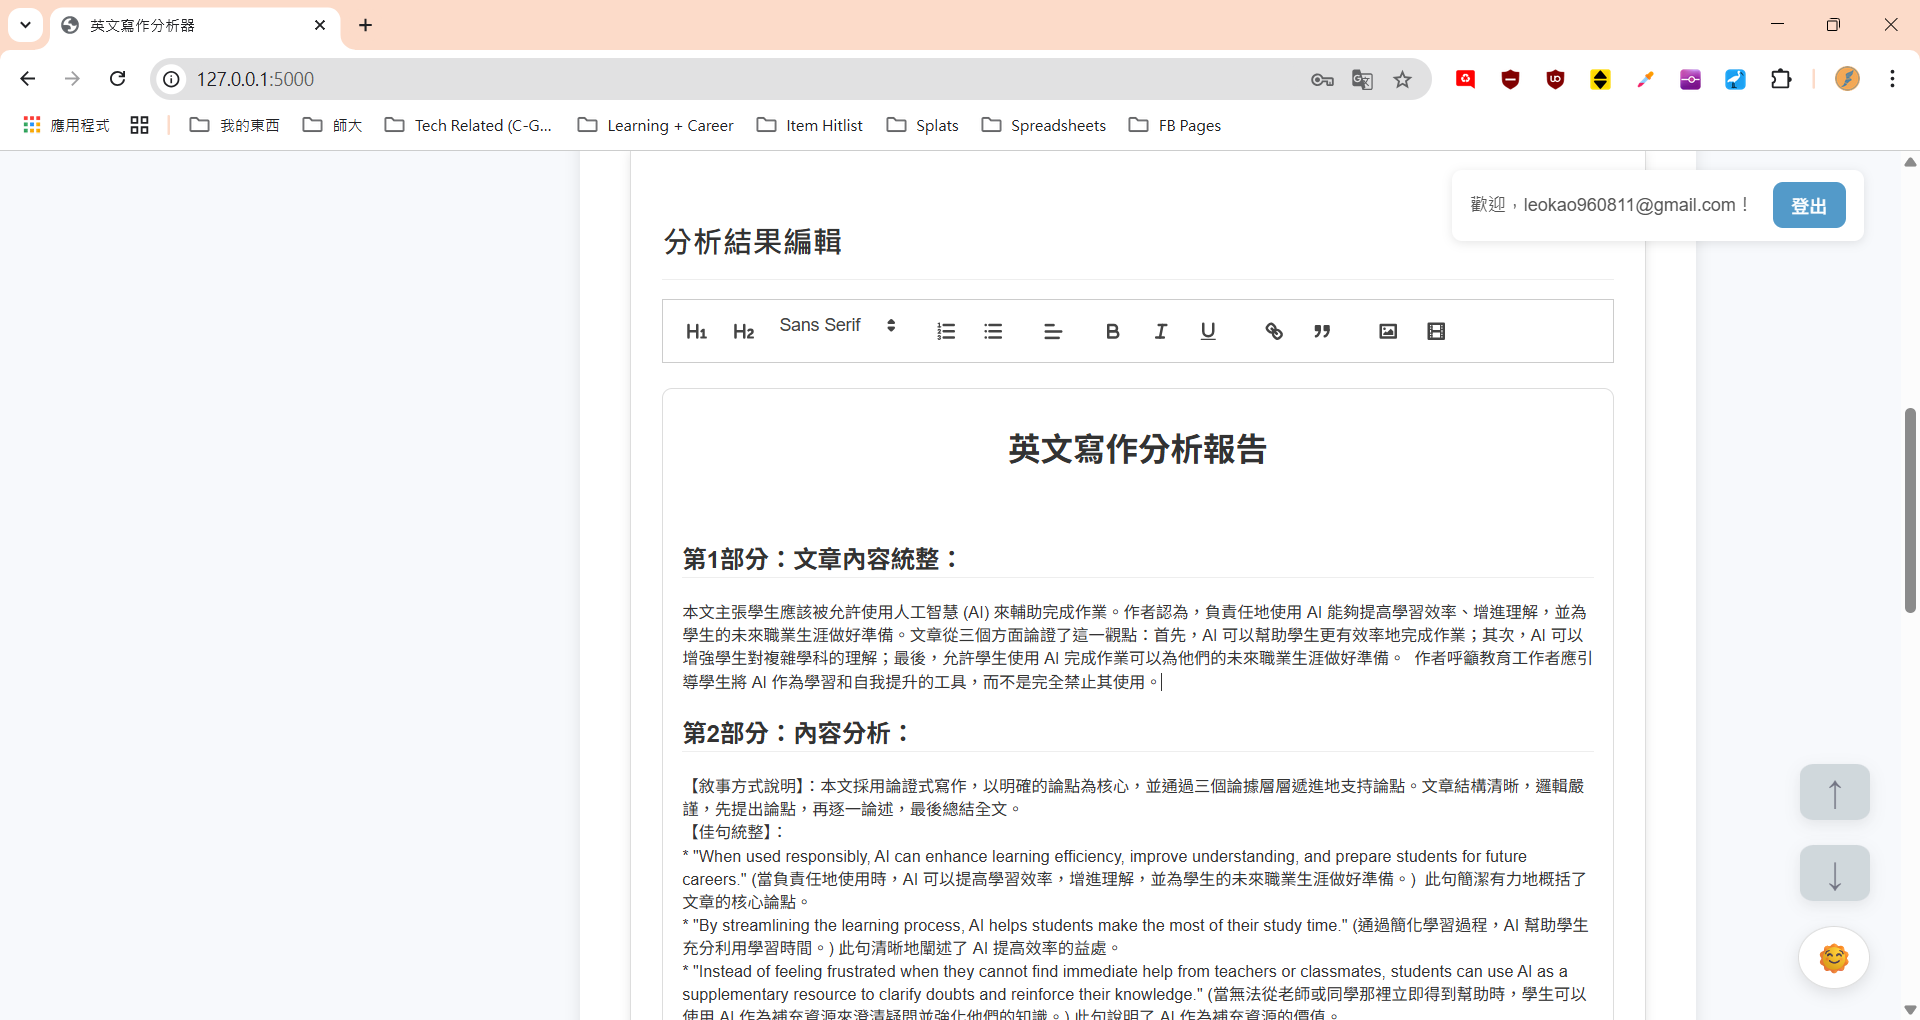 英文寫作分析器
127.0.0.1:5000
應用程式
我的東西
師大
Tech Related (C-G...
Learning + Career
Item Hitlist
Splats
Spreadsheets
FB Pages
歡迎，leokao960811@gmail.com！
登出
分析結果編輯
H1 H2 Sans Serif B I U
英文寫作分析報告
第1部分：文章內容統整：
本文主張學生應該被允許使用人工智慧 (AI) 來輔助完成作業。作者認為，負責任地使用 AI 能夠提高學習效率、增進理解，並為
學生的未來職業生涯做好準備。文章從三個方面論證了這一觀點：首先，AI 可以幫助學生更有效率地完成作業；其次，AI 可以
增強學生對複雜學科的理解；最後，允許學生使用 AI 完成作業可以為他們的未來職業生涯做好準備。 作者呼籲教育工作者應引
導學生將 AI 作為學習和自我提升的工具，而不是完全禁止其使用。
第2部分：內容分析：
【敘事方式說明】：本文採用論證式寫作，以明確的論點為核心，並通過三個論據層層遞進地支持論點。文章結構清晰，邏輯嚴
謹，先提出論點，再逐一論述，最後總結全文。
【佳句統整】：
* "When used responsibly, AI can enhance learning efficiency, improve understanding, and prepare students for future
careers." (當負責任地使用時，AI 可以提高學習效率，增進理解，並為學生的未來職業生涯做好準備。) 此句簡潔有力地概括了
文章的核心論點。
* "By streamlining the learning process, AI helps students make the most of their study time." (通過簡化學習過程，AI 幫助學生
充分利用學習時間。) 此句清晰地闡述了 AI 提高效率的益處。
* "Instead of feeling frustrated when they cannot find immediate help from teachers or classmates, students can use AI as a
supplementary resource to clarify doubts and reinforce their knowledge." (當無法從老師或同學那裡立即得到幫助時，學生可以
使用 AI 作為補充資源來澄清疑問並強化他們的知識。) 此句說明了 AI 作為補充資源的價值。
↑
↓